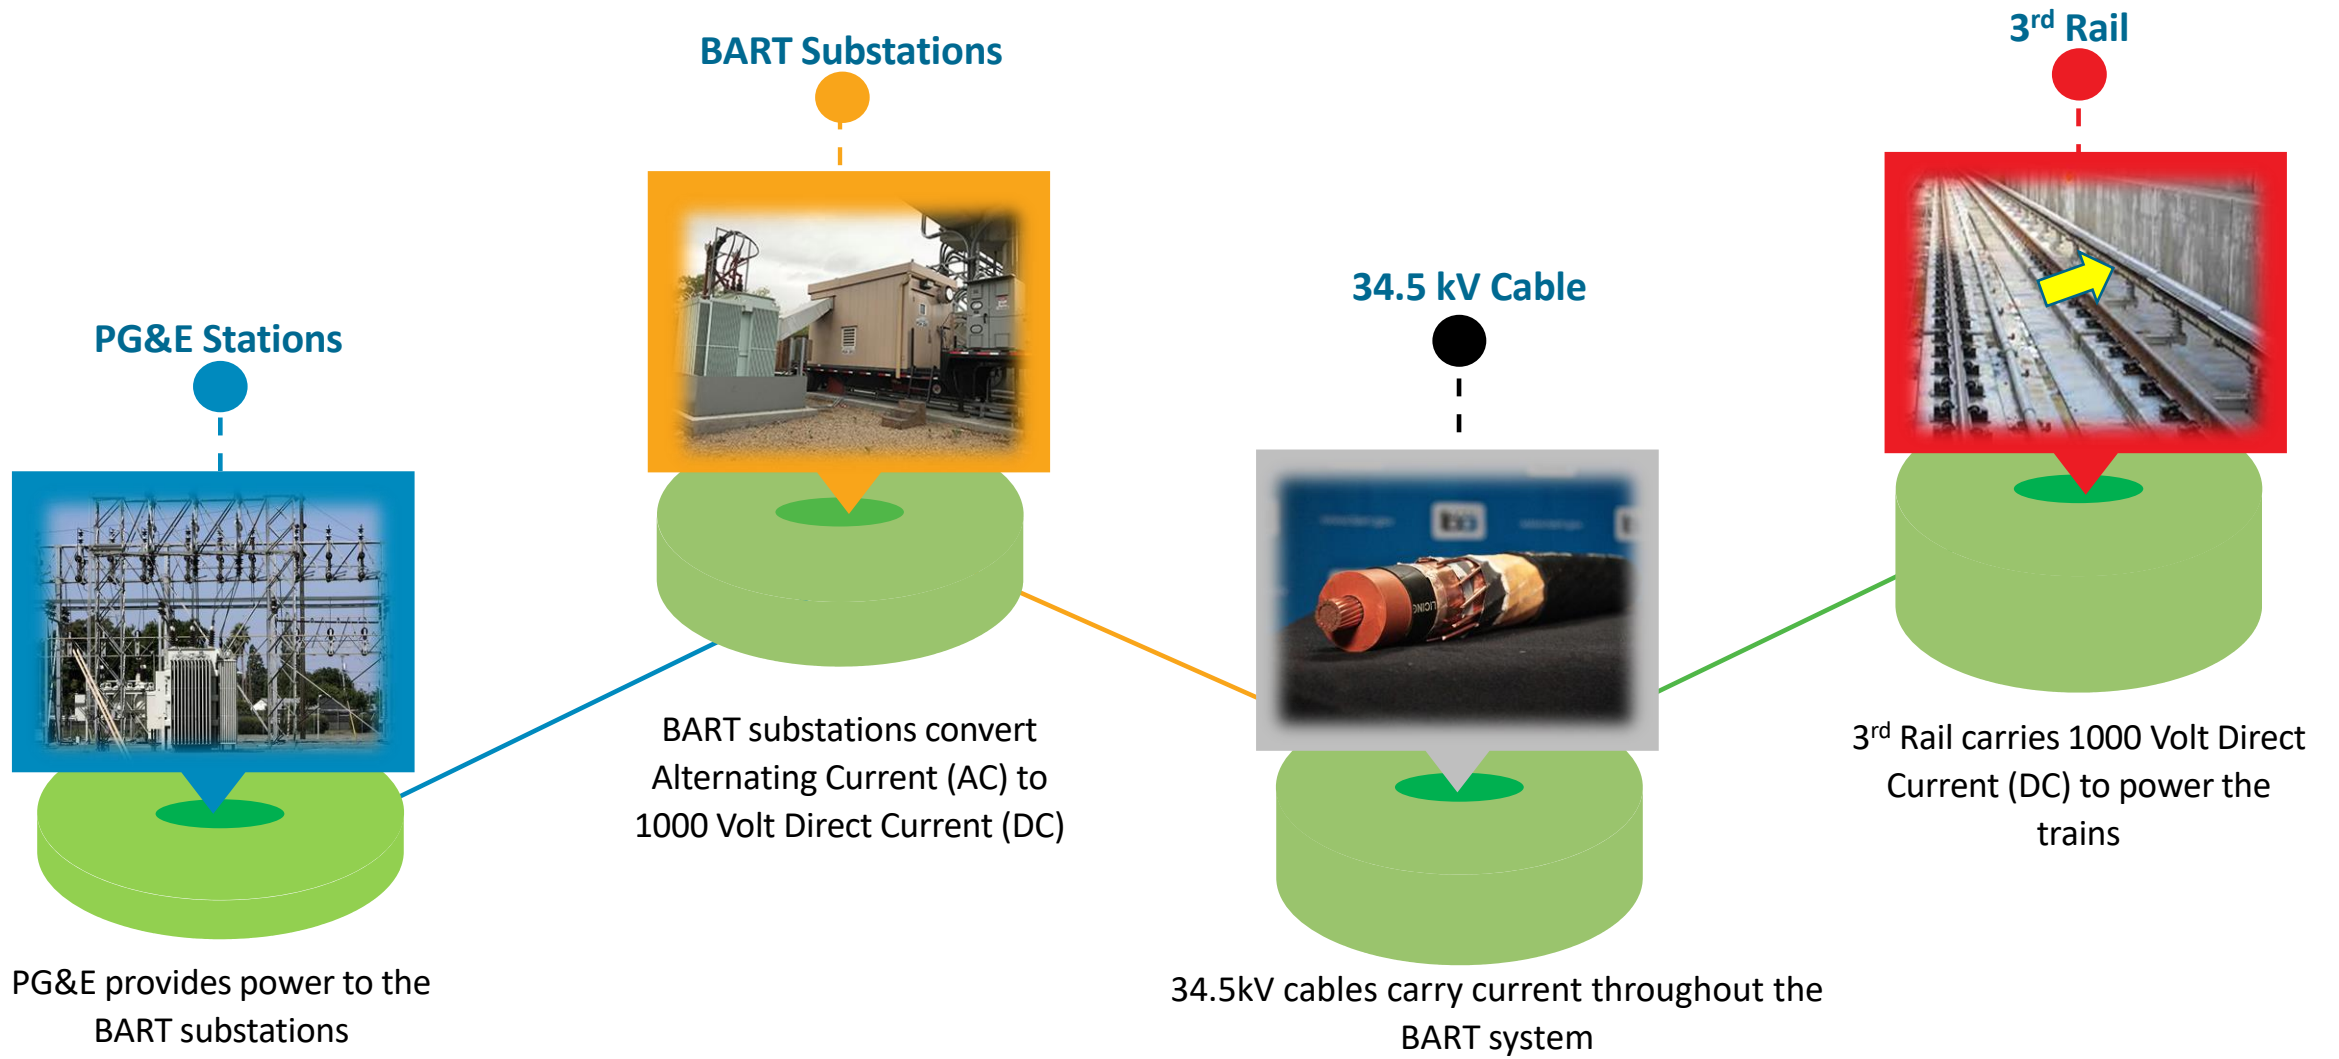 PG&E Stations
PG&E provides power to the
BART substations
BART Substations
BART substations convert
Alternating Current (AC) to
1000 Volt Direct Current (DC)
34.5 kV Cable
34.5kV cables carry current throughout the
BART system
3rd Rail
3rd Rail carries 1000 Volt Direct
Current (DC) to power the
trains